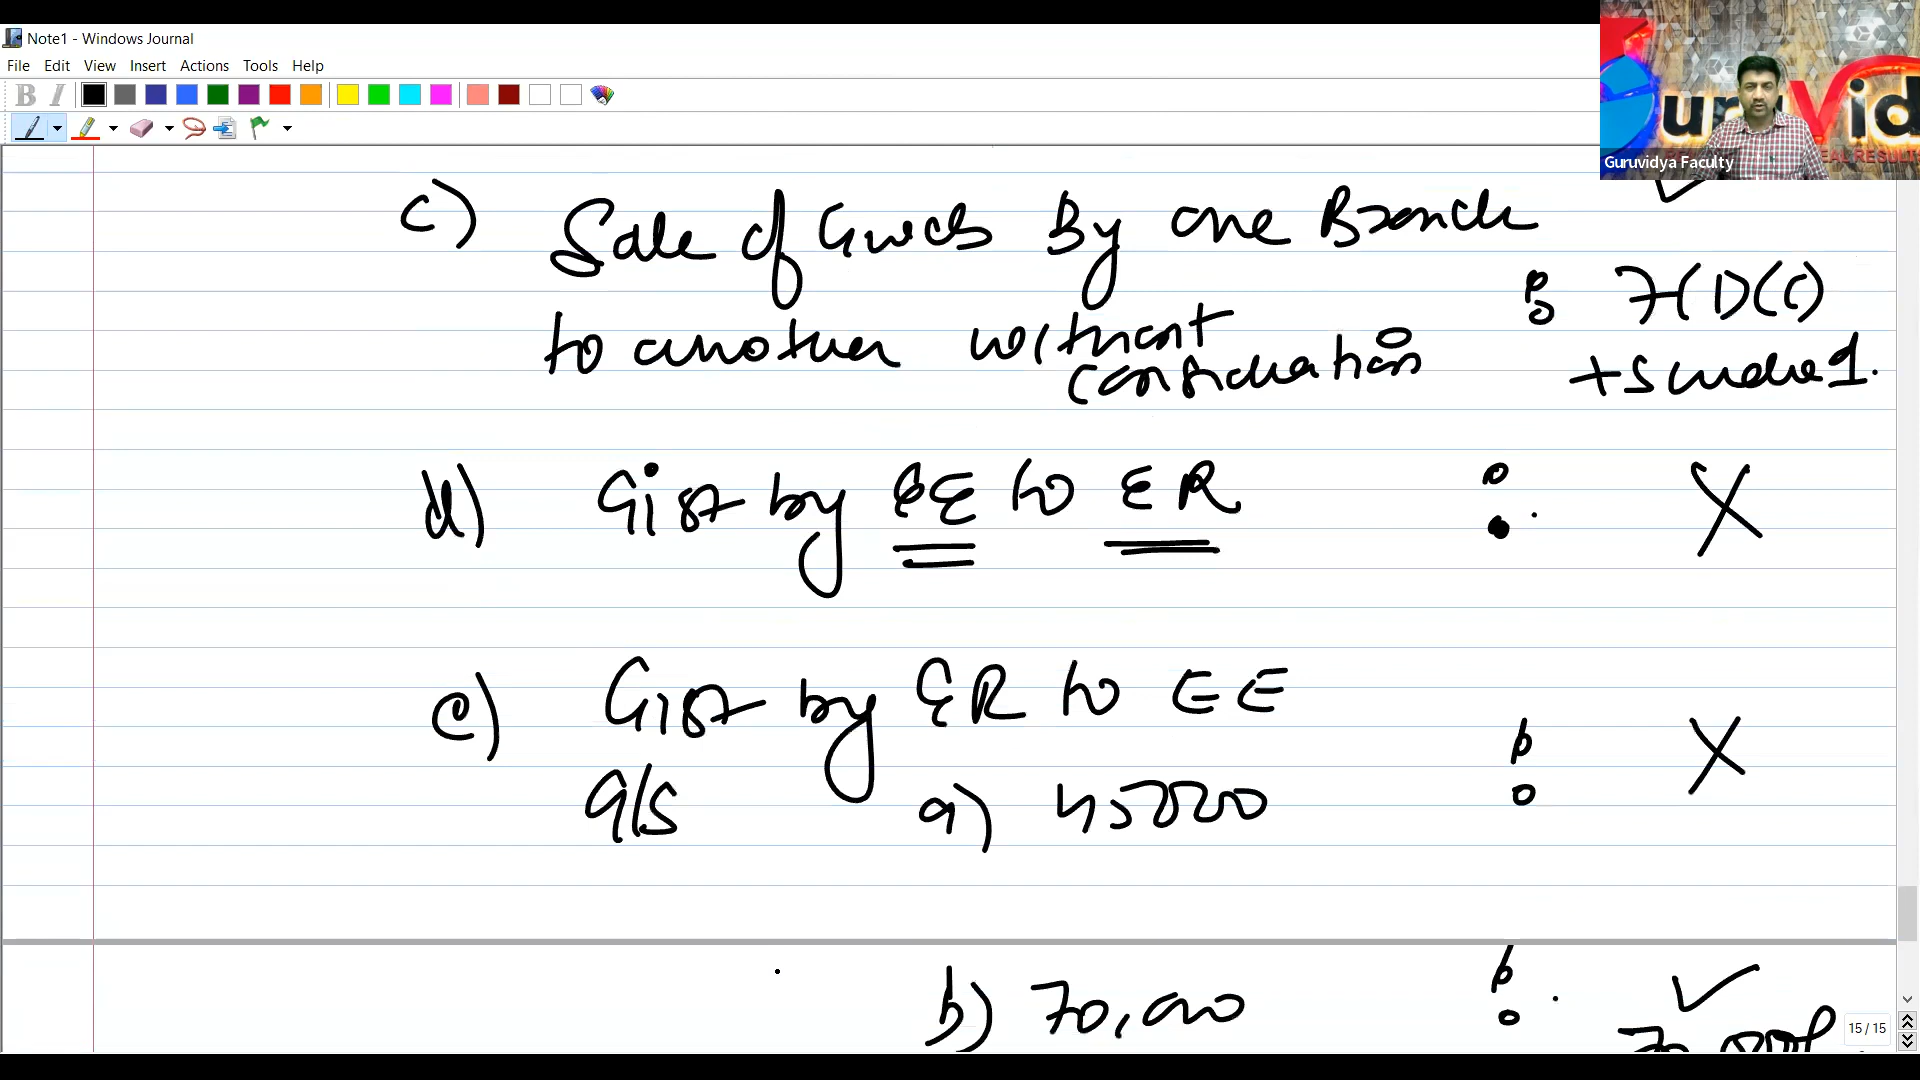 Note1 - Windows Journal
File Edit View Insert Actions Tools Help
B I
Guruvidya Faculty
c) Sale of Goods By one Branch
to another without
consideration
7(1)(c)
+ Schedule 1.
d) Gift by EE to ER : X
e) Gift by ER to EE
G/S a) 45000 : X
b) 70,000 : ✓
15 / 15